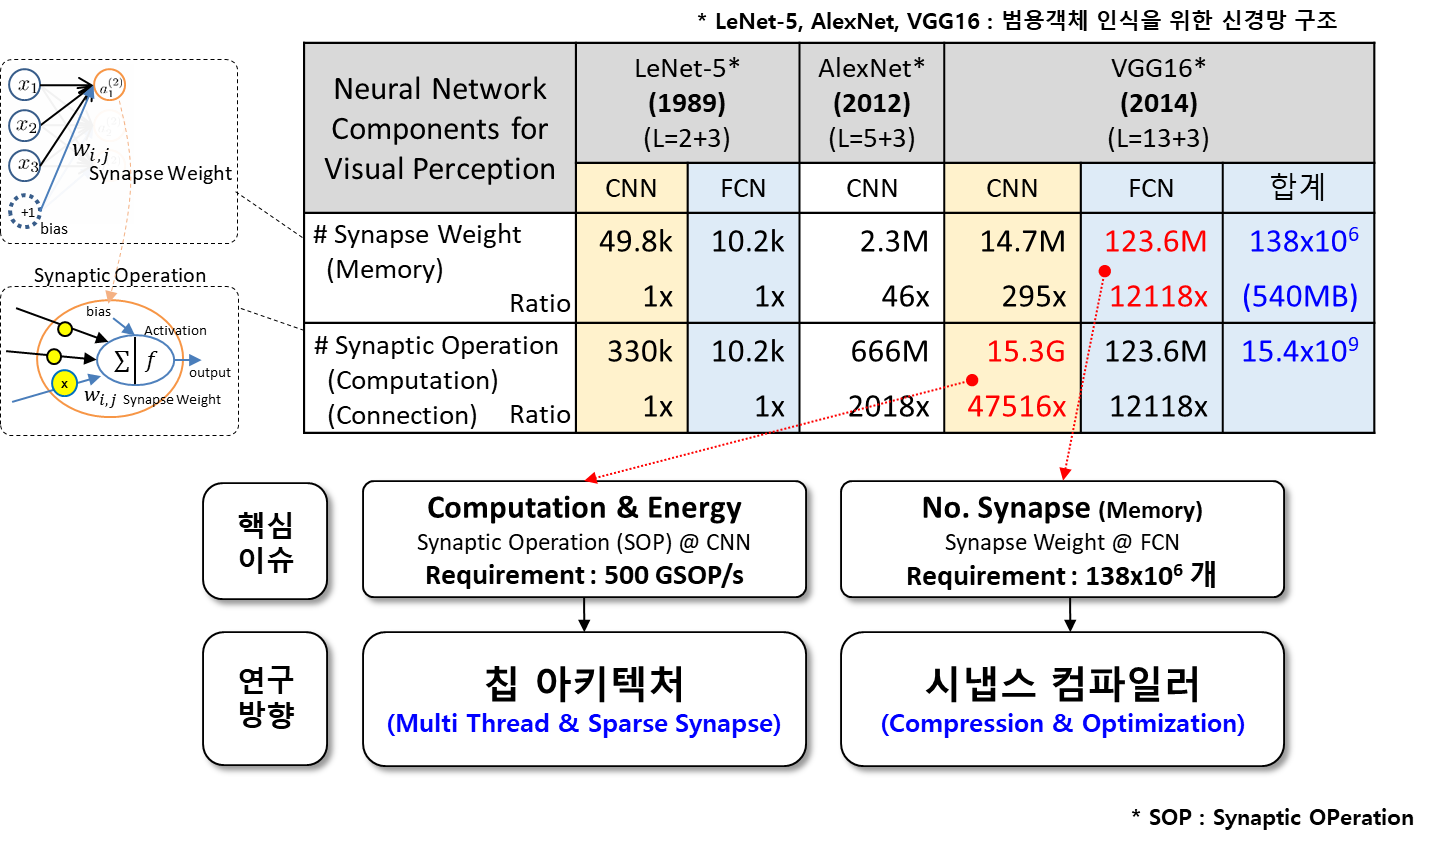 * LeNet-5, AlexNet, VGG16 : 범용객체 인식을 위한 신경망 구조
x₁
a₁⁽²⁾
x₂
x₃
wᵢ,ⱼ
Synapse Weight
+1
bias
Synaptic Operation
bias
Activation
∑ f
output
x
wᵢ,ⱼ Synapse Weight
Neural Network
Components for
Visual Perception
LeNet-5*
(1989)
(L=2+3)
AlexNet*
(2012)
(L=5+3)
VGG16*
(2014)
(L=13+3)
CNN FCN CNN CNN FCN 합계
# Synapse Weight
(Memory)
49.8k 10.2k 2.3M 14.7M 123.6M 138x10⁶
Ratio 1x 1x 46x 295x 12118x (540MB)
# Synaptic Operation
(Computation)
330k 10.2k 666M 15.3G 123.6M 15.4x10⁹
(Connection) Ratio 1x 1x 2018x 47516x 12118x
핵심
이슈
Computation & Energy
Synaptic Operation (SOP) @ CNN
Requirement : 500 GSOP/s
No. Synapse (Memory)
Synapse Weight @ FCN
Requirement : 138x10⁶ 개
연구
방향
칩 아키텍처
(Multi Thread & Sparse Synapse)
시냅스 컴파일러
(Compression & Optimization)
* SOP : Synaptic OPeration